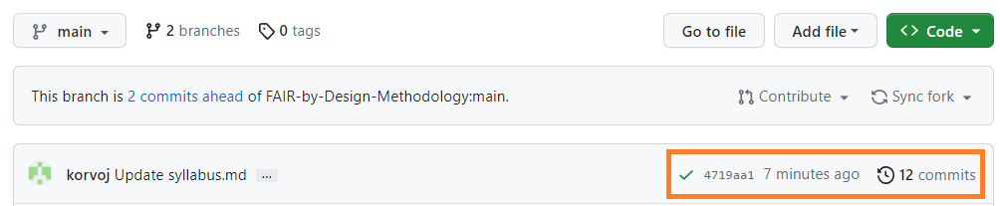 main 2 branches 0 tags Go to file Add file Code
This branch is 2 commits ahead of FAIR-by-Design-Methodology:main. Contribute Sync fork
korvoj Update syllabus.md ... 4719aa1 7 minutes ago 12 commits